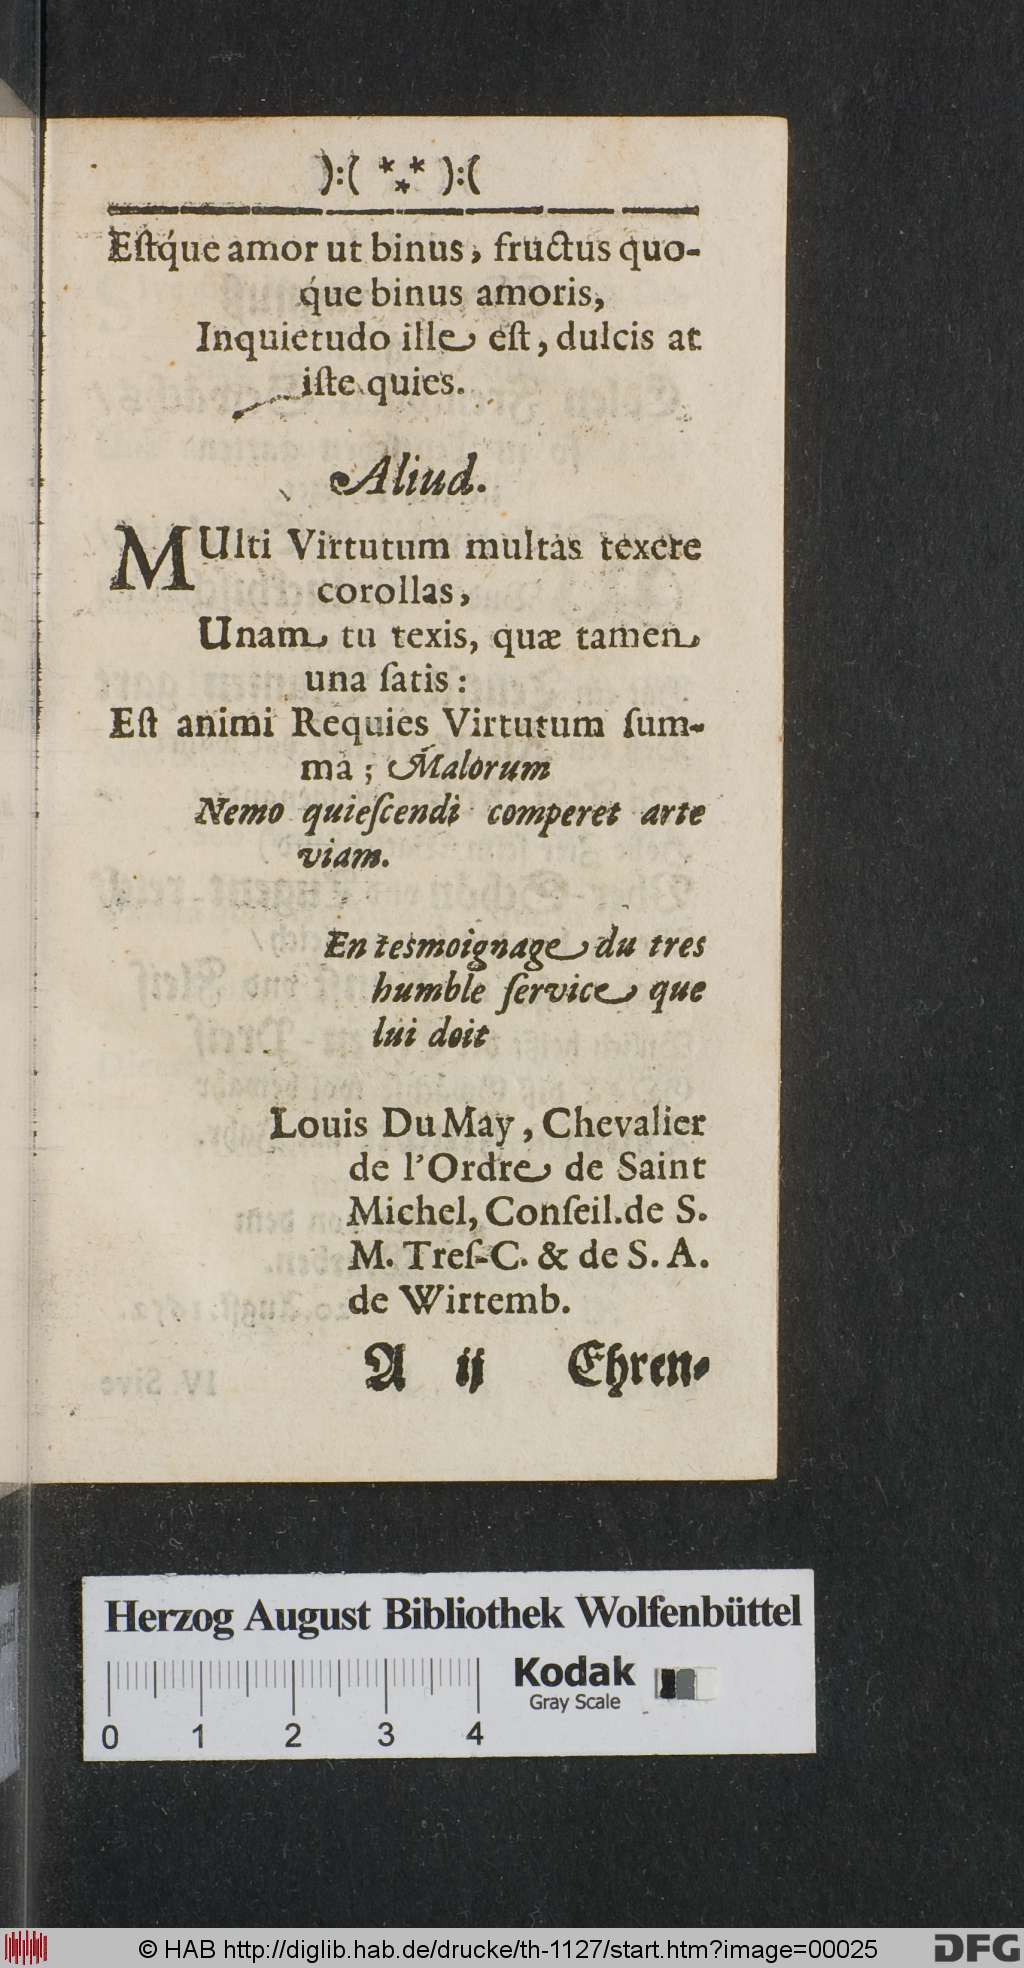 ):( *** ):(
Eſtq́ue amor ut binus, fructus quo-
q́ue binus amoris,
Inquietudo ille eſt, dulcis at
iſte quies.
Aliud.
MUlti Virtutum multas texere
corollas,
Unam tu texis, quæ tamen
una ſatis:
Eſt animi Requies Virtutum ſum-
ma; Malorum
Nemo quieſcendi comperet arte
viam.
En tesmoignage du tres
humble ſervice que
lui doit
Louis Du May, Chevalier
de l'Ordre de Saint
Michel, Conſeil. de S.
M. Treſ-C. & de S. A.
de Wirtemb.
A ij Ehren-
Herzog August Bibliothek Wolfenbüttel
Kodak
Gray Scale
0 1 2 3 4
© HAB http://diglib.hab.de/drucke/th-1127/start.htm?image=00025
DFG